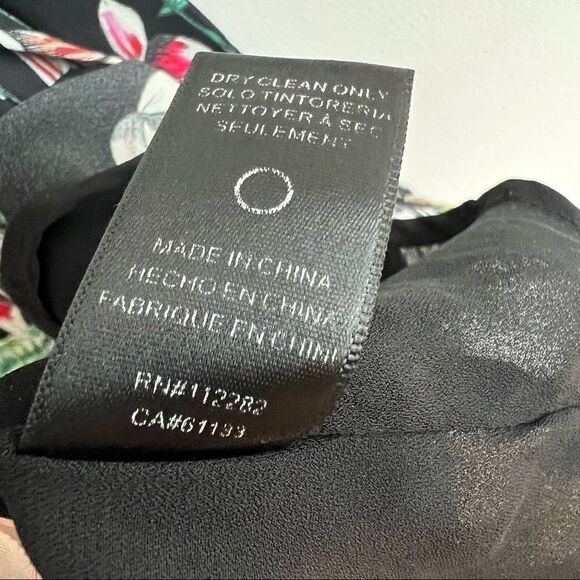 DRY CLEAN ONLY
SOLO TINTORERIA
NETTOYER À SEC
SEULEMENT
MADE IN CHINA
HECHO EN CHINA
FABRIQUE EN CHINE
RN#112282
CA#61193